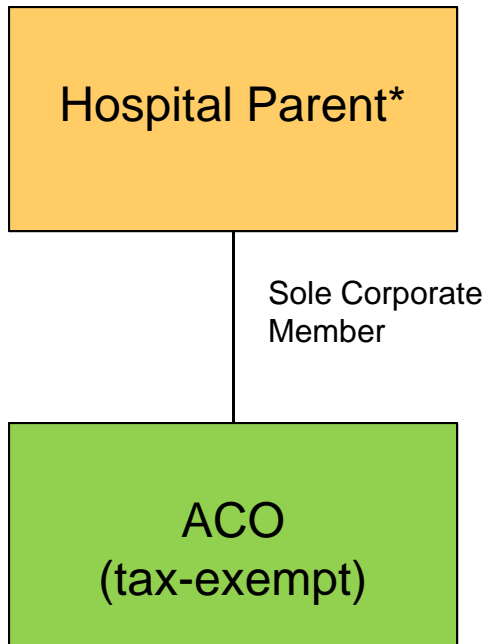 Hospital Parent*
Sole Corporate
Member
ACO
(tax-exempt)